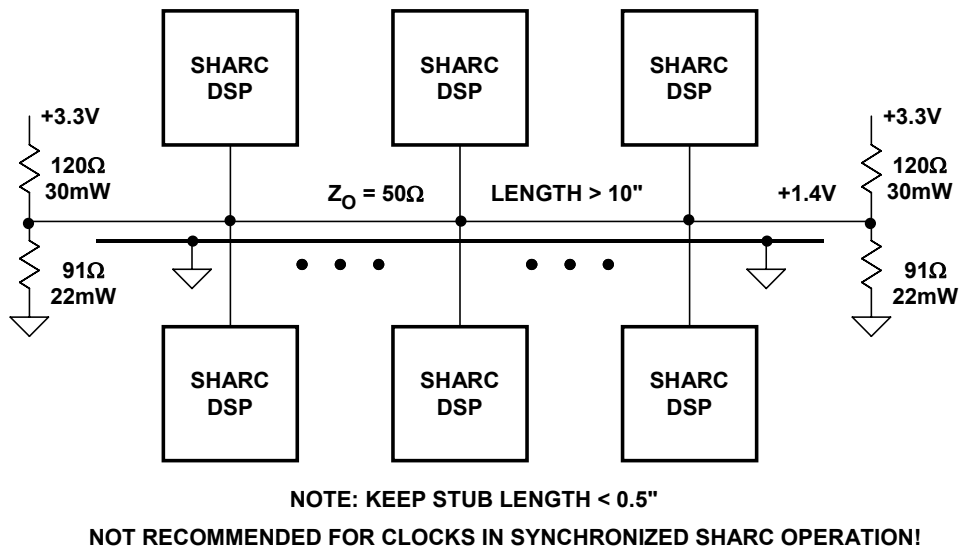 SHARC
DSP
SHARC
DSP
SHARC
DSP
+3.3V
+3.3V
120Ω
30mW
120Ω
30mW
ZO = 50Ω
LENGTH > 10"
+1.4V
91Ω
22mW
91Ω
22mW
SHARC
DSP
SHARC
DSP
SHARC
DSP
NOTE: KEEP STUB LENGTH < 0.5"
NOT RECOMMENDED FOR CLOCKS IN SYNCHRONIZED SHARC OPERATION!